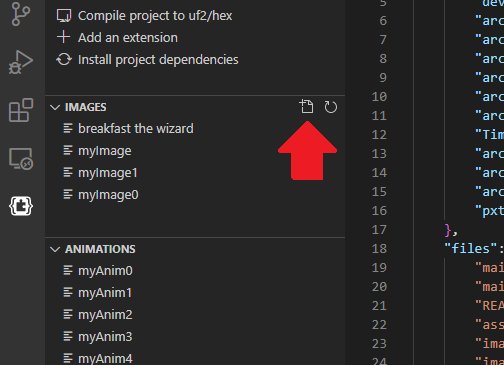 Compile project to uf2/hex
Add an extension
Install project dependencies
IMAGES
breakfast the wizard
myImage
myImage1
myImage0
ANIMATIONS
myAnim0
myAnim1
myAnim2
myAnim3
myAnim4
5 "dev
6 "arc
7 "arc
8 "arc
9 "arc
10 "arc
11 "arc
12 "Tim
13 "arc
14 "arc
15 "arc
16 "pxt
17 },
18 "files":
19 "mai
20 "mai
21 "REA
22 "ass
23 "ima
24 "ima